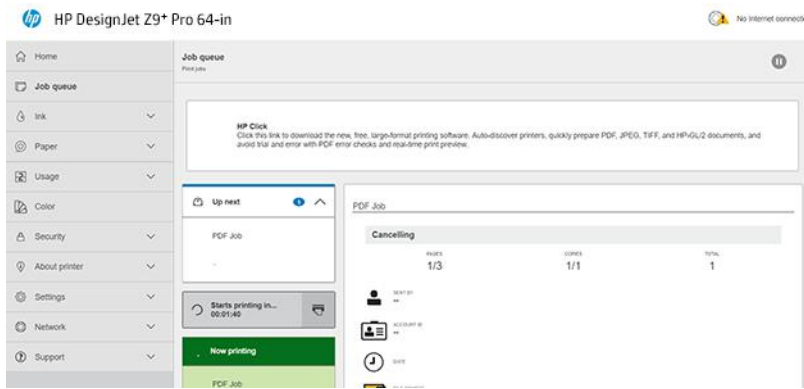 hp
HP DesignJet Z9⁺ Pro 64-in
No Internet connecti
Home
Job queue
Ink
Paper
Usage
Color
Security
About printer
Settings
Network
Support
Job queue
Print jobs
HP Click
Click this link to download the new, free, large-format printing software. Auto-discover printers, quickly prepare PDF, JPEG, TIFF, and HP-GL/2 documents, and
avoid trial and error with PDF error checks and real-time print preview.
Up next
PDF Job
Starts printing in...
00:01:40
Now printing
PDF Job
PDF Job
Cancelling
PAGES
COPIES
TOTAL
1/3
1/1
1
SENT BY
--
ACCOUNT ID
--
DATE